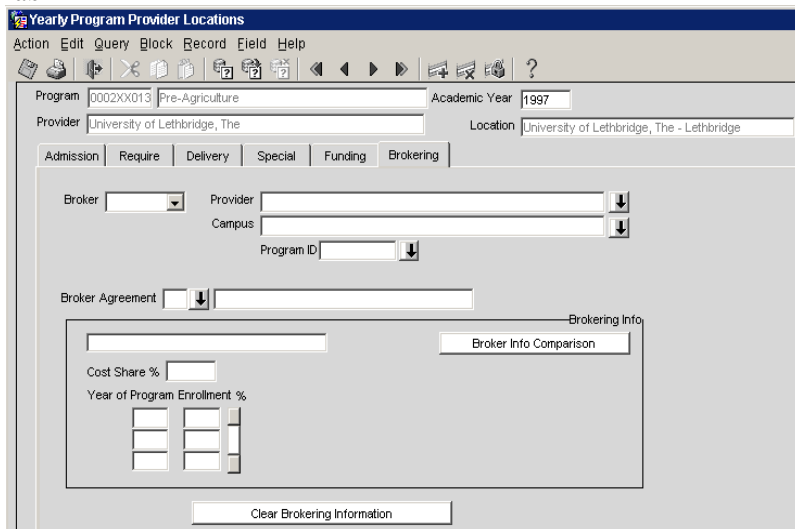 Yearly Program Provider Locations
Action Edit Query Block Record Field Help
Program 0002XX013 Pre-Agriculture Academic Year 1997
Provider University of Lethbridge, The Location University of Lethbridge, The - Lethbridge
Admission Require Delivery Special Funding Brokering
Broker Provider
Campus
Program ID
Broker Agreement
Brokering Info
Broker Info Comparison
Cost Share %
Year of Program Enrollment %
Clear Brokering Information